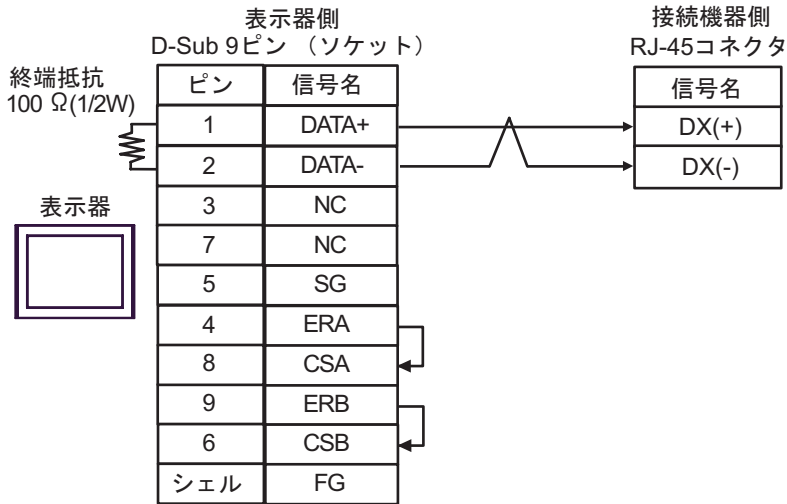 表示器側
D-Sub 9ピン （ソケット）
接続機器側
RJ-45コネクタ
終端抵抗
100 Ω(1/2W)
表示器
ピン 信号名
1 DATA+
2 DATA-
3 NC
7 NC
5 SG
4 ERA
8 CSA
9 ERB
6 CSB
シェル FG
信号名
DX(+)
DX(-)